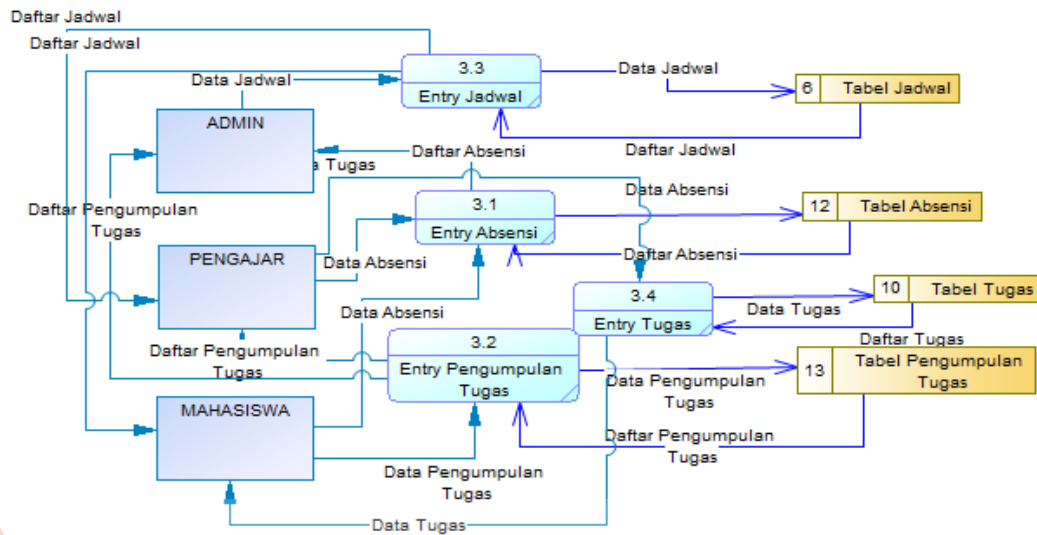 Daftar Jadwal
Daftar Jadwal
3.3
Entry Jadwal
Data Jadwal
Data Jadwal
6
Tabel Jadwal
ADMIN
Daftar Jadwal
Daftar Absensi
Tugas
Data Absensi
3.1
Entry Absensi
12
Tabel Absensi
Daftar Pengumpulan
Tugas
PENGAJAR
Data Absensi
Daftar Absensi
3.4
Entry Tugas
10
Tabel Tugas
Data Tugas
Daftar Tugas
Data Absensi
3.2
Entry Pengumpulan
Tugas
Daftar Pengumpulan
Tugas
13
Tabel Pengumpulan
Tugas
Data Pengumpulan
Tugas
MAHASISWA
Daftar Pengumpulan
Tugas
Data Pengumpulan
Tugas
Data Tugas